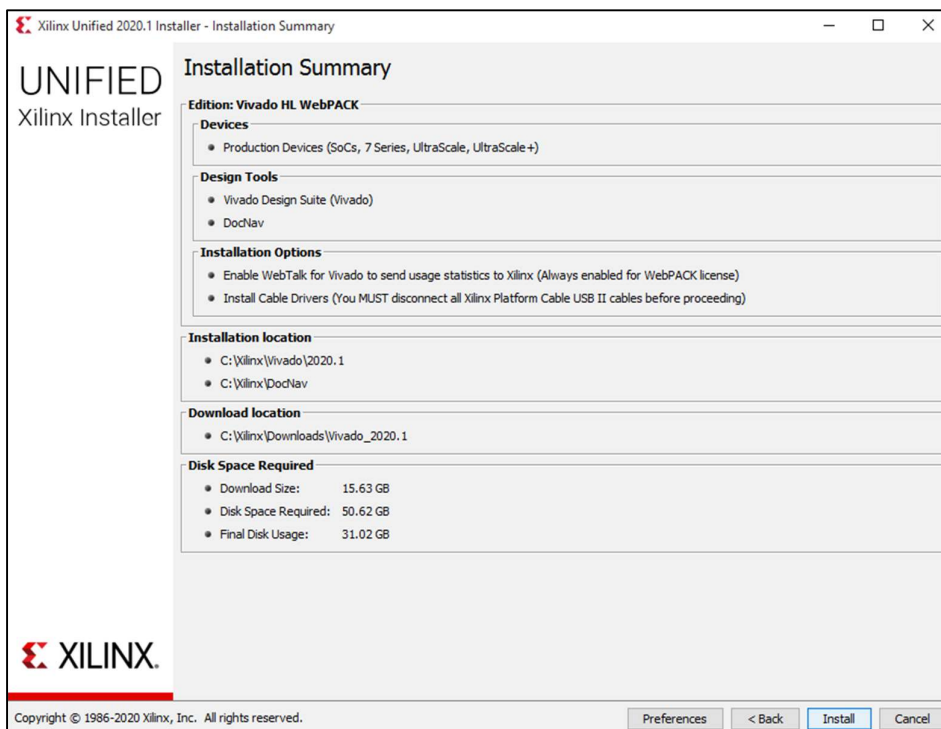 Xilinx Unified 2020.1 Installer - Installation Summary
UNIFIED
Xilinx Installer
Installation Summary
Edition: Vivado HL WebPACK
Devices
Production Devices (SoCs, 7 Series, UltraScale, UltraScale+)
Design Tools
Vivado Design Suite (Vivado)
DocNav
Installation Options
Enable WebTalk for Vivado to send usage statistics to Xilinx (Always enabled for WebPACK license)
Install Cable Drivers (You MUST disconnect all Xilinx Platform Cable USB II cables before proceeding)
Installation location
C:\Xilinx\Vivado\2020.1
C:\Xilinx\DocNav
Download location
C:\Xilinx\Downloads\Vivado_2020.1
Disk Space Required
Download Size: 15.63 GB
Disk Space Required: 50.62 GB
Final Disk Usage: 31.02 GB
XILINX.
Copyright © 1986-2020 Xilinx, Inc. All rights reserved.
Preferences < Back Install Cancel